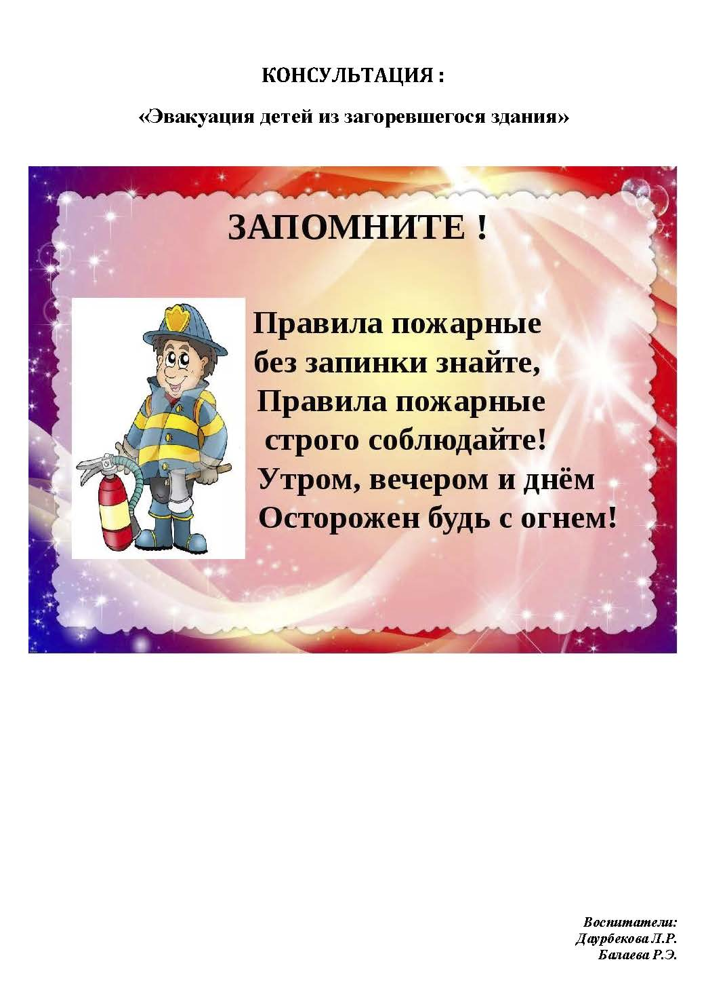 КОНСУЛЬТАЦИЯ :
«Эвакуация детей из загоревшегося здания»
ЗАПОМНИТЕ !
Правила пожарные
без запинки знайте,
Правила пожарные
строго соблюдайте!
Утром, вечером и днём
Осторожен будь с огнем!
Воспитатели:
Даурбекова Л.Р.
Балаева Р.Э.